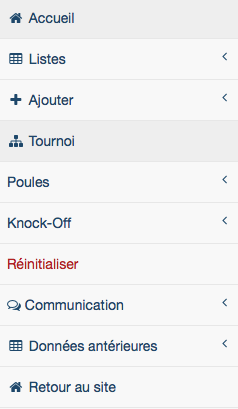 Accueil
Listes
Ajouter
Tournoi
Poules
Knock-Off
Réinitialiser
Communication
Données antérieures
Retour au site